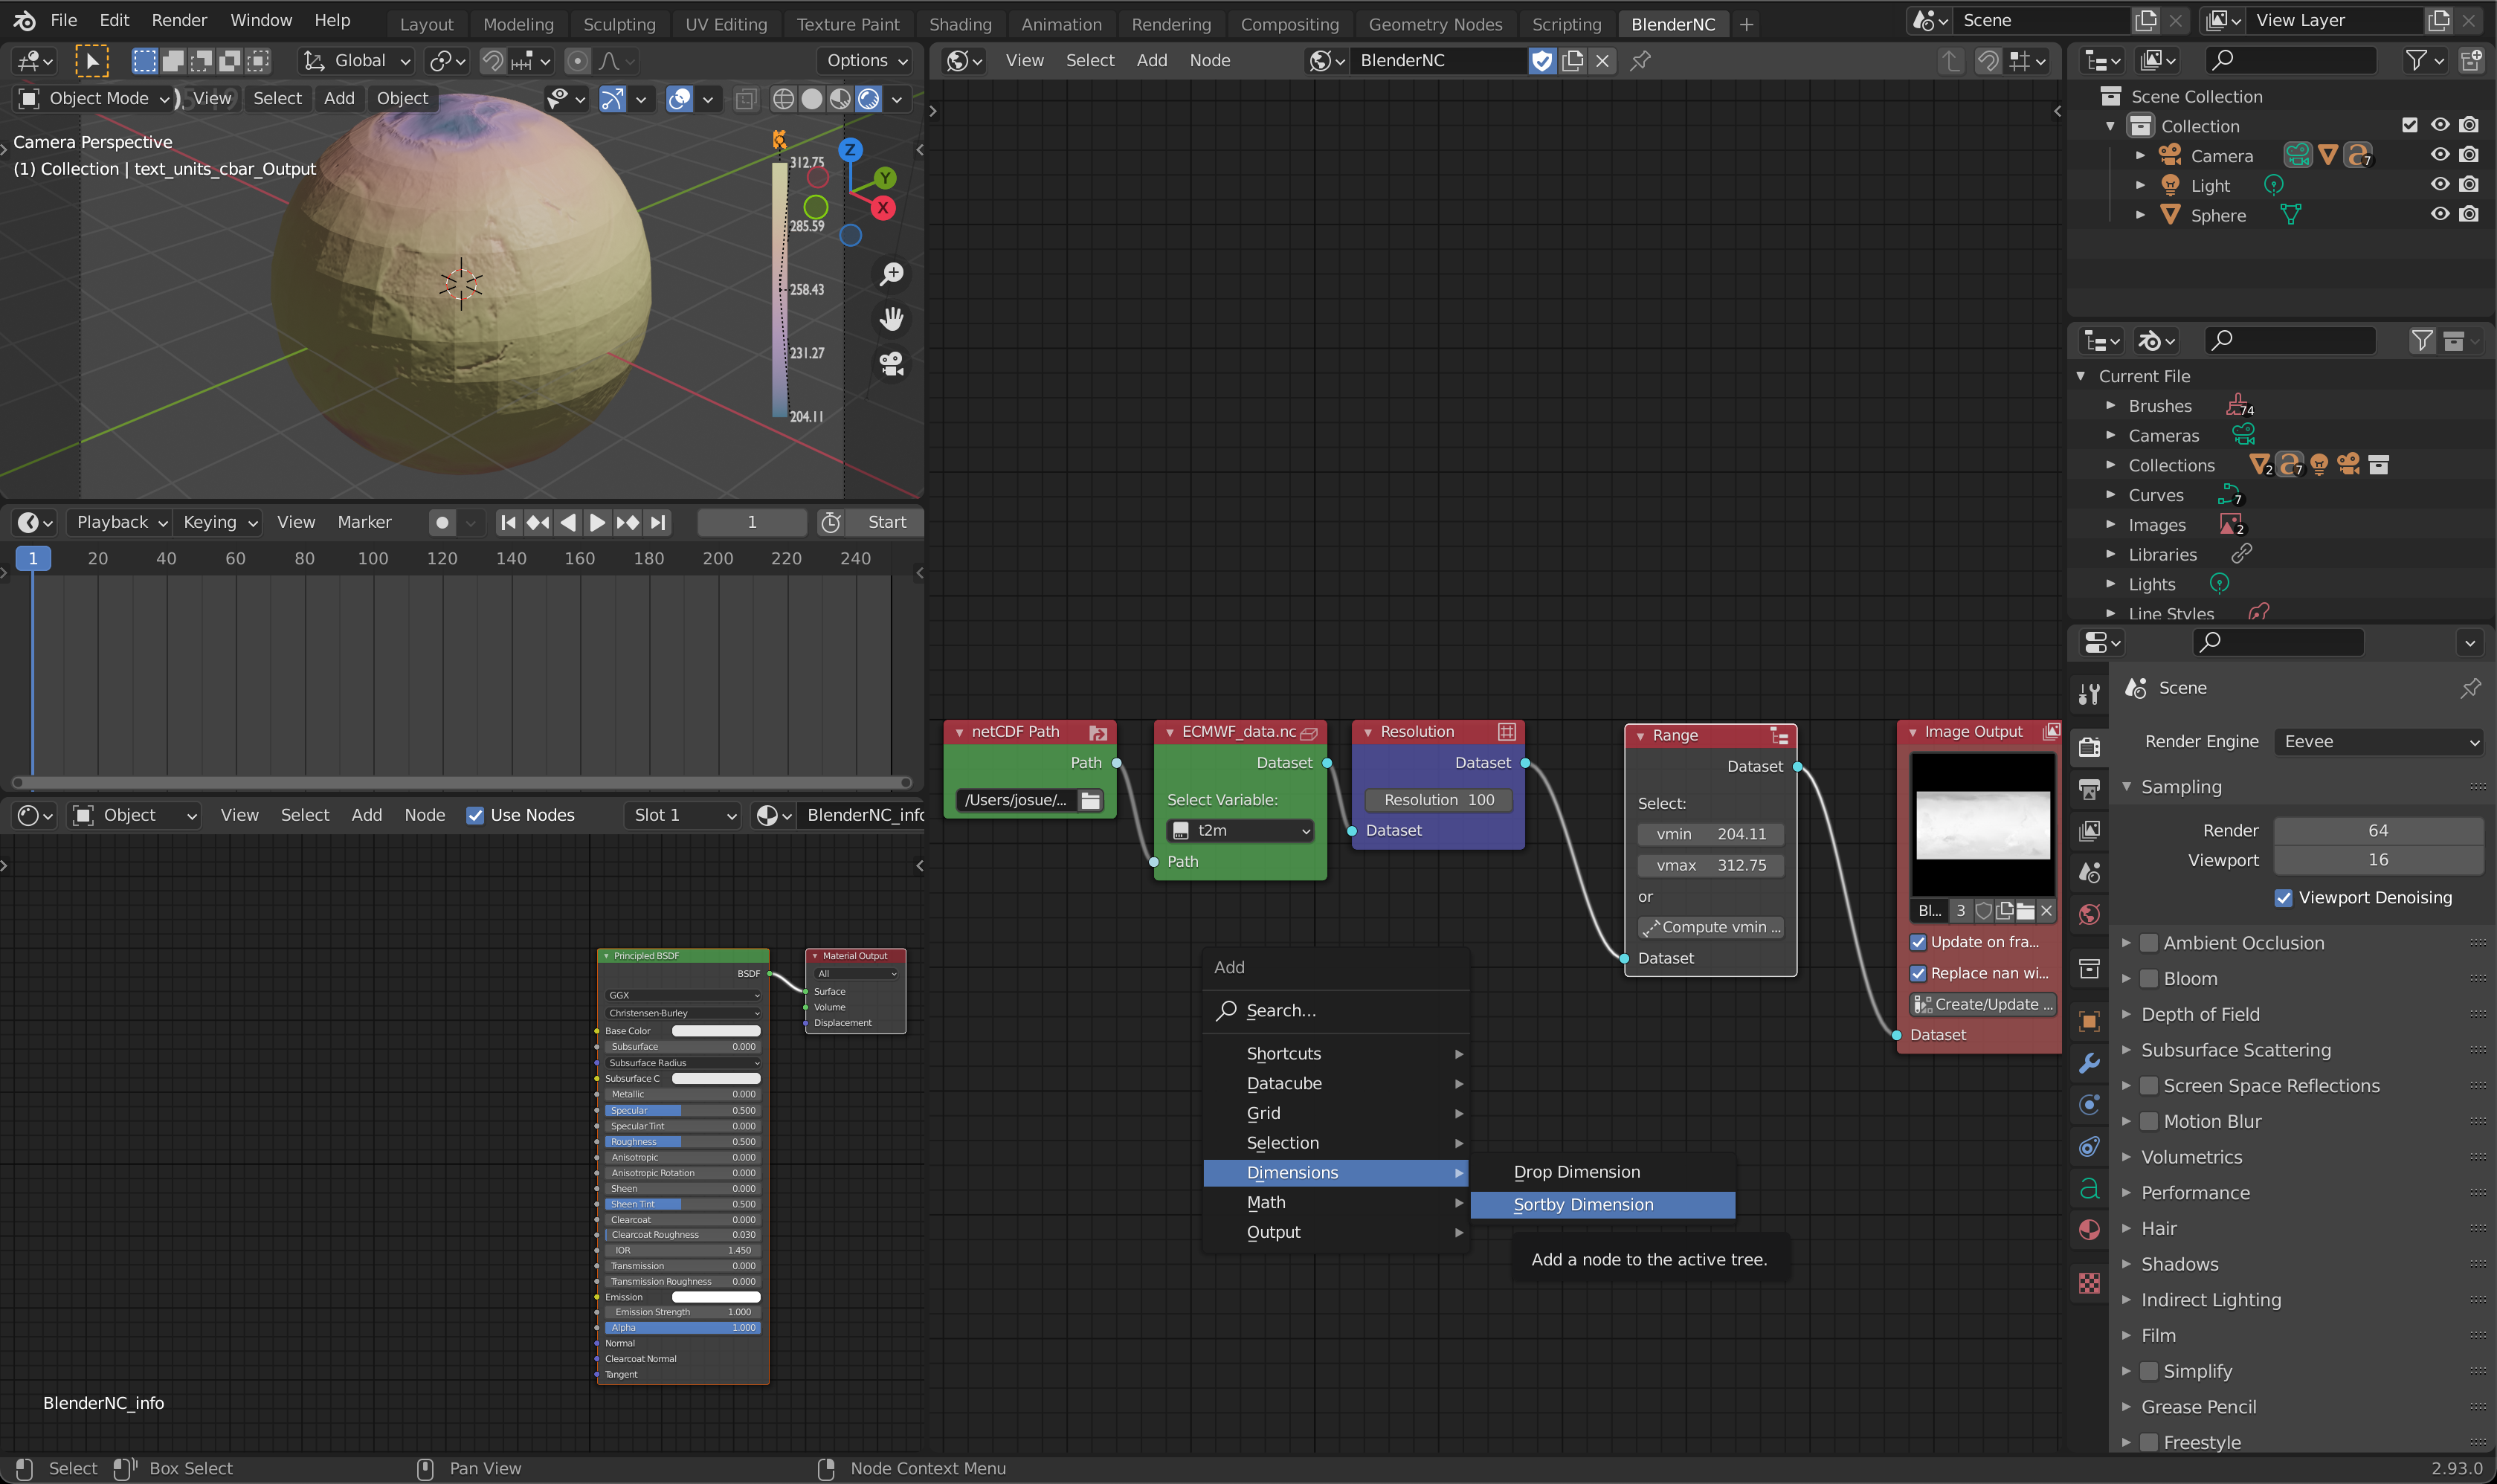 File Edit Render Window Help Layout Modeling Sculpting UV Editing Texture Paint Shading Animation Rendering Compositing Geometry Nodes Scripting BlenderNC Scene View Layer
Global Options
Object Mode View Select Add Object
Camera Perspective
(1) Collection | text_units_cbar_Output
312.75
285.59
258.43
231.27
204.11
Z
Y
X
Playback Keying View Marker 1 Start
1 20 40 60 80 100 120 140 160 180 200 220 240
Object View Select Add Node Use Nodes Slot 1 BlenderNC_info
Principled BSDF
BSDF
GGX
Christensen-Burley
Base Color
Subsurface 0.000
Subsurface Radius
Subsurface C
Metallic 0.000
Specular 0.500
Specular Tint 0.000
Roughness 0.500
Anisotropic 0.000
Anisotropic Rotation 0.000
Sheen 0.000
Sheen Tint 0.500
Clearcoat 0.000
Clearcoat Roughness 0.030
IOR 1.450
Transmission 0.000
Transmission Roughness 0.000
Emission
Emission Strength 1.000
Alpha 1.000
Normal
Clearcoat Normal
Tangent
Material Output
All
Surface
Volume
Displacement
BlenderNC_info
View Select Add Node BlenderNC
netCDF Path
Path
/Users/josue/...
ECMWF_data.nc
Dataset
Select Variable:
t2m
Path
Resolution
Dataset
Resolution 100
Dataset
Range
Dataset
Select:
vmin 204.11
vmax 312.75
or
Compute vmin ...
Dataset
Image Output
Bl... 3
Update on fra...
Replace nan wi...
Create/Update ...
Dataset
Add
Search...
Shortcuts
Datacube
Grid
Selection
Dimensions
Math
Output
Drop Dimension
Sortby Dimension
Add a node to the active tree.
Scene Collection
Collection
Camera 7
Light
Sphere
Current File
Brushes 74
Cameras
Collections 2 7
Curves 7
Images 2
Libraries
Lights
Line Styles
Scene
Render Engine Eevee
Sampling
Render 64
Viewport 16
Viewport Denoising
Ambient Occlusion
Bloom
Depth of Field
Subsurface Scattering
Screen Space Reflections
Motion Blur
Volumetrics
Performance
Hair
Shadows
Indirect Lighting
Film
Simplify
Grease Pencil
Freestyle
Select Box Select Pan View Node Context Menu 2.93.0